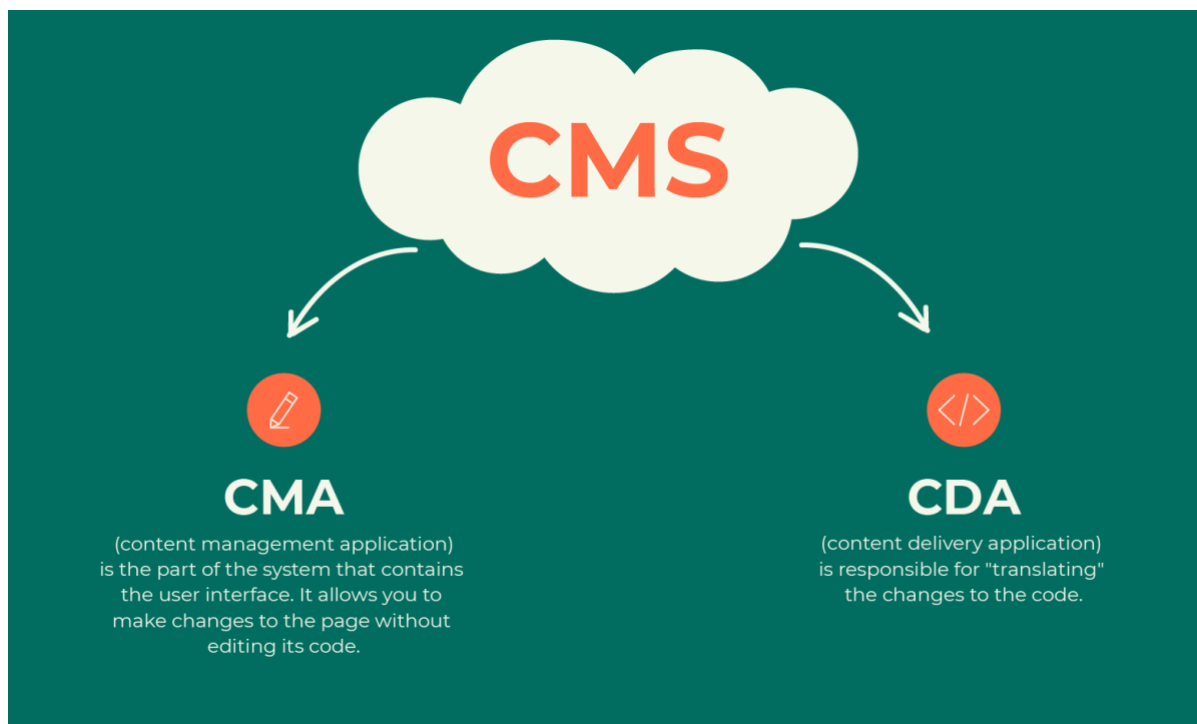 CMS
CMA
(content management application)
is the part of the system that contains
the user interface. It allows you to
make changes to the page without
editing its code.
CDA
(content delivery application)
is responsible for "translating"
the changes to the code.